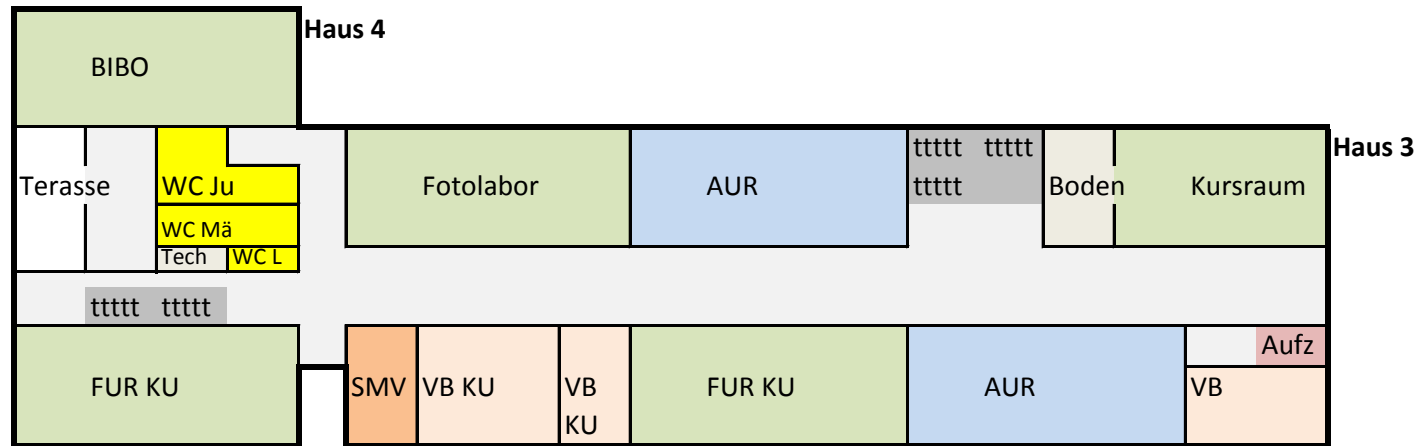 Haus 4
BIBO
ttttt ttttt
Haus 3
Terasse
WC Ju
Fotolabor
AUR
ttttt
Boden
Kursraum
WC Mä
Tech
WC L
ttttt ttttt
Aufz
FUR KU
SMV
VB KU
VB
KU
FUR KU
AUR
VB